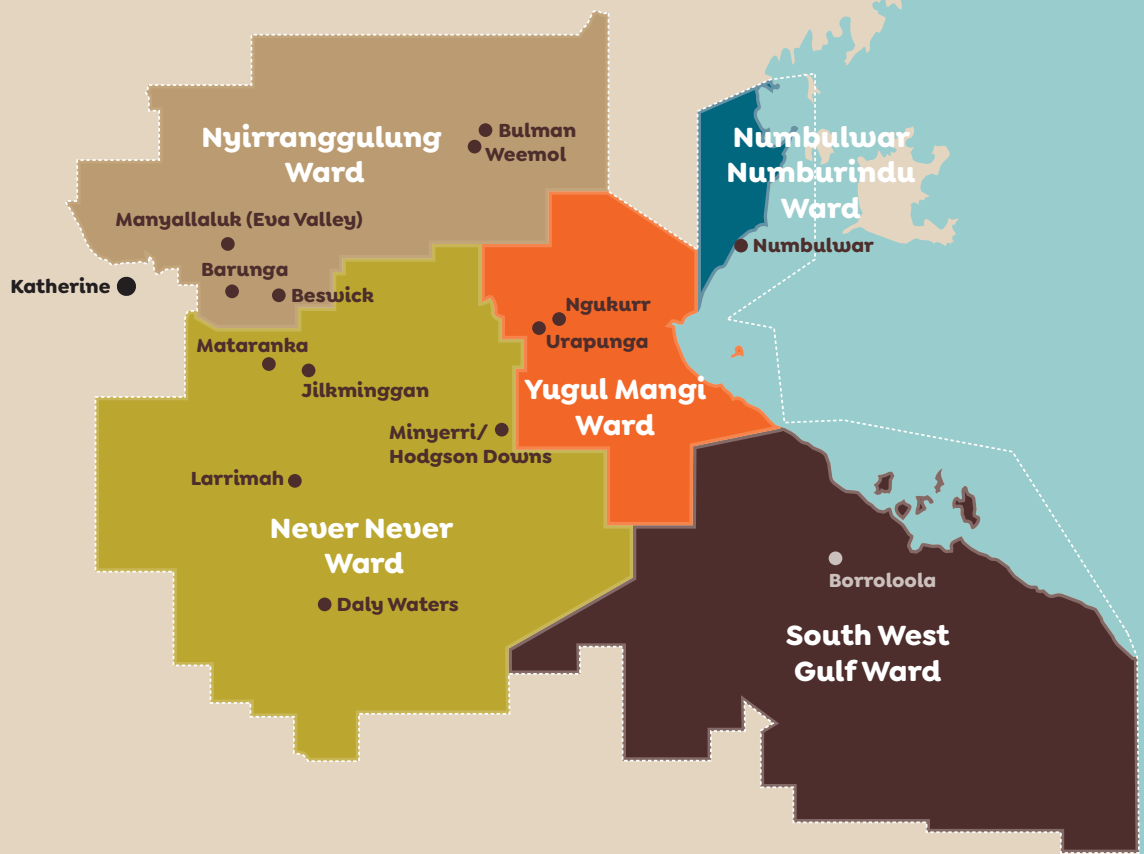 Nyirranggulung
Ward
Bulman
Weemol
Manyallaluk (Eva Valley)
Barunga
Beswick
Katherine
Numbulwar
Numburindu
Ward
Numbulwar
Ngukurr
Urapunga
Yugul Mangi
Ward
Mataranka
Jilkminggan
Minyerri/
Hodgson Downs
Larrimah
Never Never
Ward
Daly Waters
Borroloola
South West
Gulf Ward